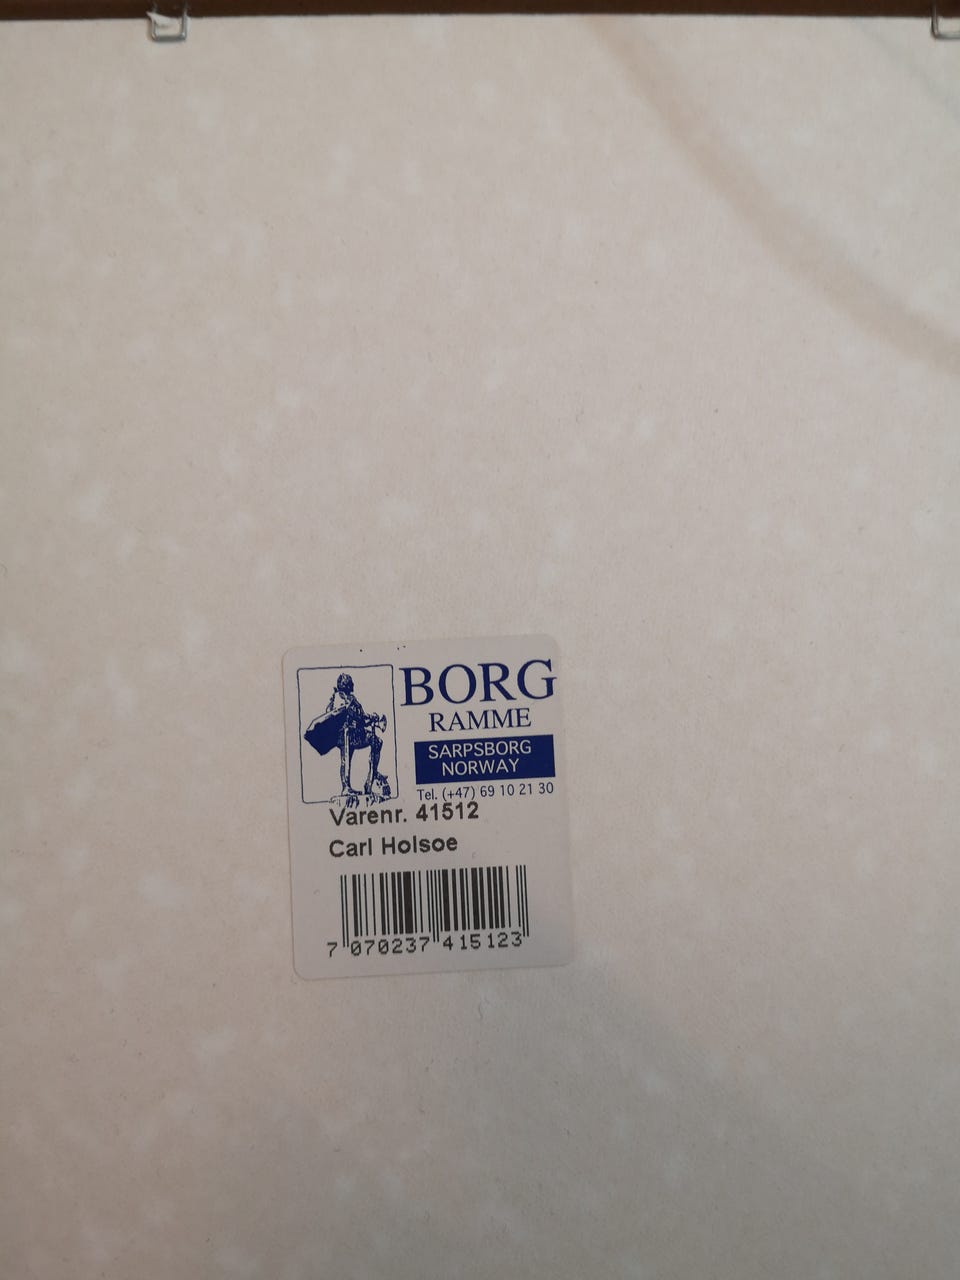 BORG
RAMME
SARPSBORG
NORWAY
Tel. (+47) 69 10 21 30
Varenr. 41512
Carl Holsoe
7 070237 415123